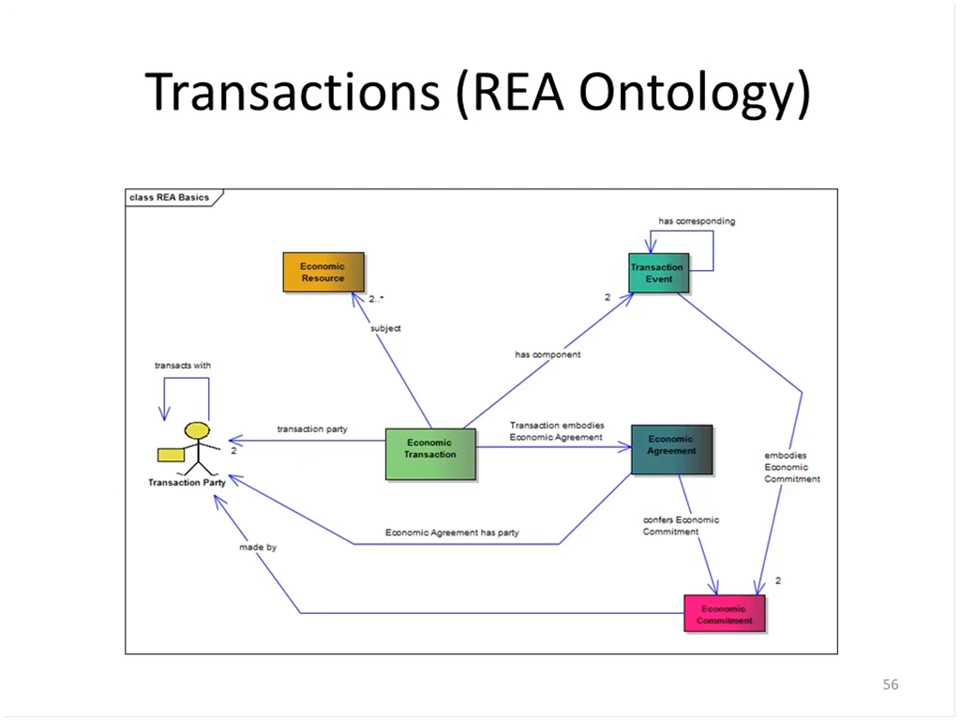 Transactions (REA Ontology)
class REA Basics
has corresponding
Economic
Resource
Transaction
Event
2..*
2
subject
has component
transacts with
transaction party
Transaction embodies
Economic Agreement
Economic
Transaction
Economic
Agreement
2
Transaction Party
embodies
Economic
Commitment
confers Economic
Commitment
Economic Agreement has party
made by
2
Economic
Commitment
56